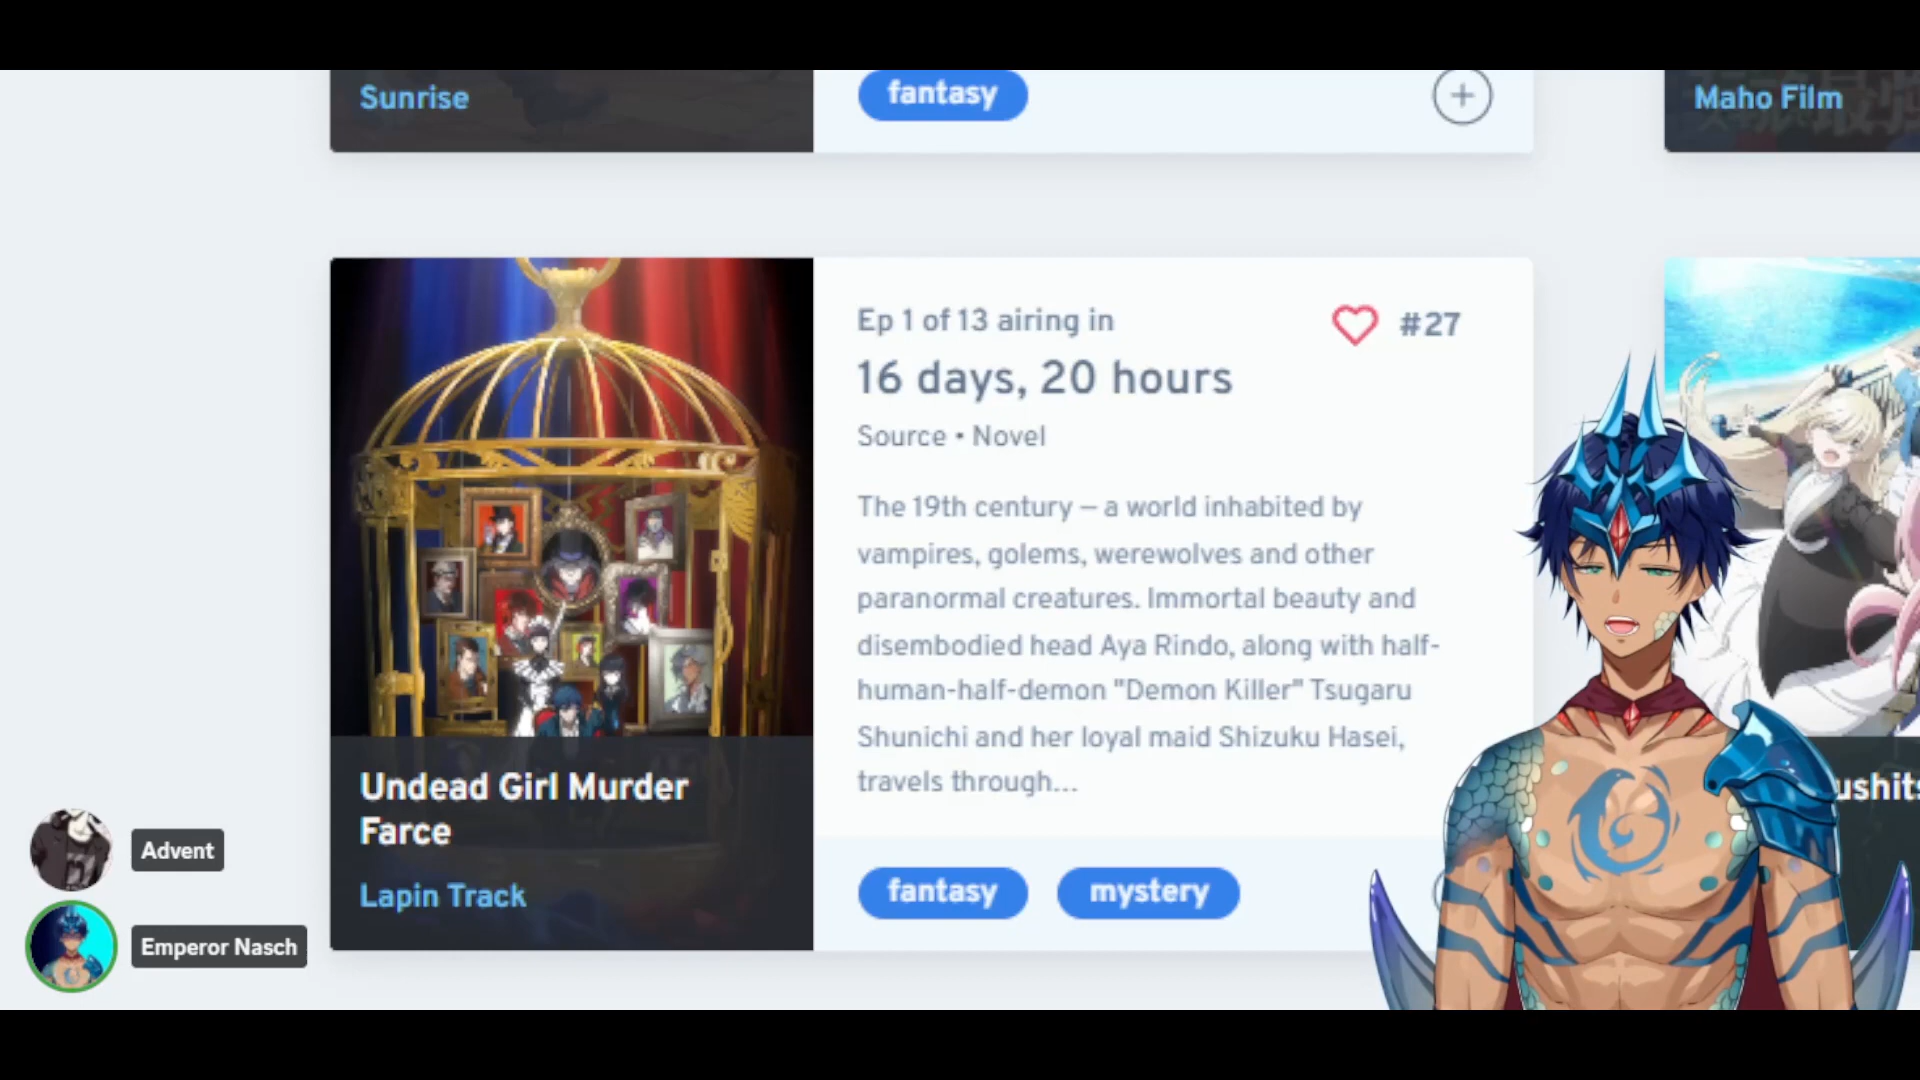 Sunrise
fantasy
Maho Film
Ep 1 of 13 airing in
#27
16 days, 20 hours
Source • Novel
The 19th century – a world inhabited by
vampires, golems, werewolves and other
paranormal creatures. Immortal beauty and
disembodied head Aya Rindo, along with half-
human-half-demon "Demon Killer" Tsugaru
Shunichi and her loyal maid Shizuku Hasei,
travels through...
Undead Girl Murder
Farce
Lapin Track
fantasy
mystery
ushits
Advent
Emperor Nasch